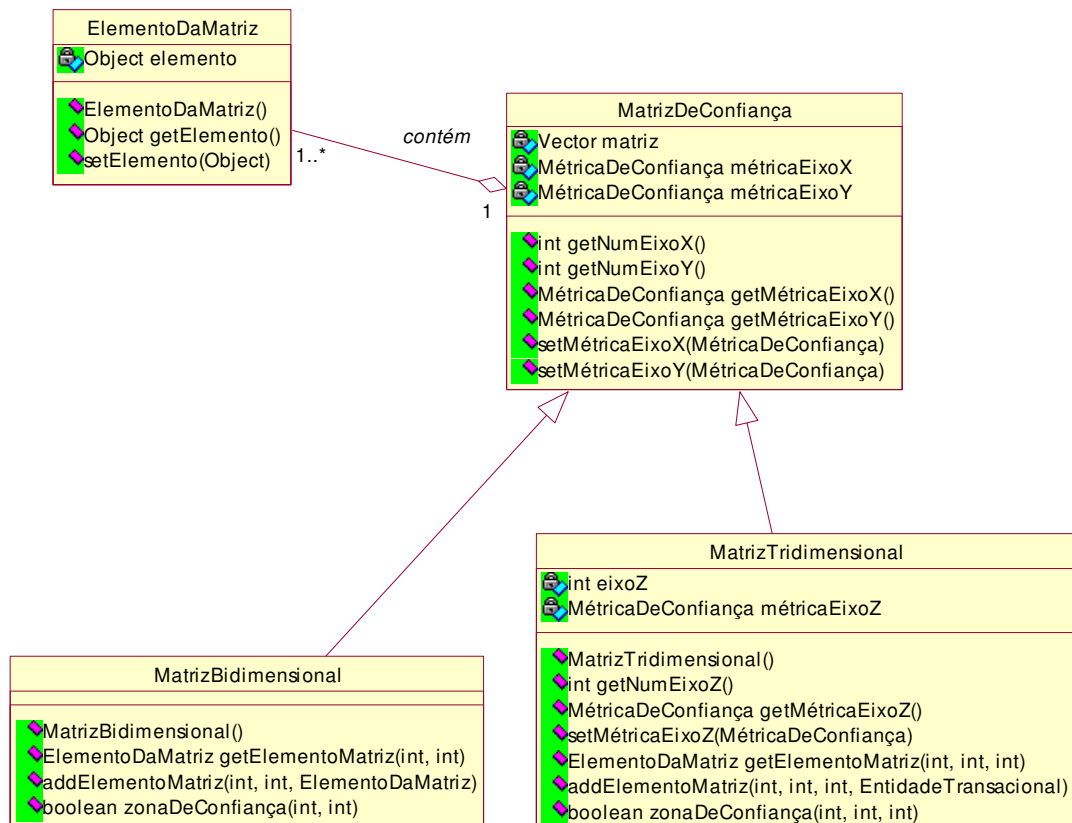 ElementoDaMatriz
Object elemento
ElementoDaMatriz()
Object getElemento()
setElemento(Object)
1..*
contém
1
MatrizDeConfiança
Vector matriz
MétricaDeConfiança métricaEixoX
MétricaDeConfiança métricaEixoY
int getNumEixoX()
int getNumEixoY()
MétricaDeConfiança getMétricaEixoX()
MétricaDeConfiança getMétricaEixoY()
setMétricaEixoX(MétricaDeConfiança)
setMétricaEixoY(MétricaDeConfiança)
MatrizBidimensional
MatrizBidimensional()
ElementoDaMatriz getElementoMatriz(int, int)
addElementoMatriz(int, int, ElementoDaMatriz)
boolean zonaDeConfiança(int, int)
MatrizTridimensional
int eixoZ
MétricaDeConfiança métricaEixoZ
MatrizTridimensional()
int getNumEixoZ()
MétricaDeConfiança getMétricaEixoZ()
setMétricaEixoZ(MétricaDeConfiança)
ElementoDaMatriz getElementoMatriz(int, int, int)
addElementoMatriz(int, int, int, EntidadeTransacional)
boolean zonaDeConfiança(int, int, int)